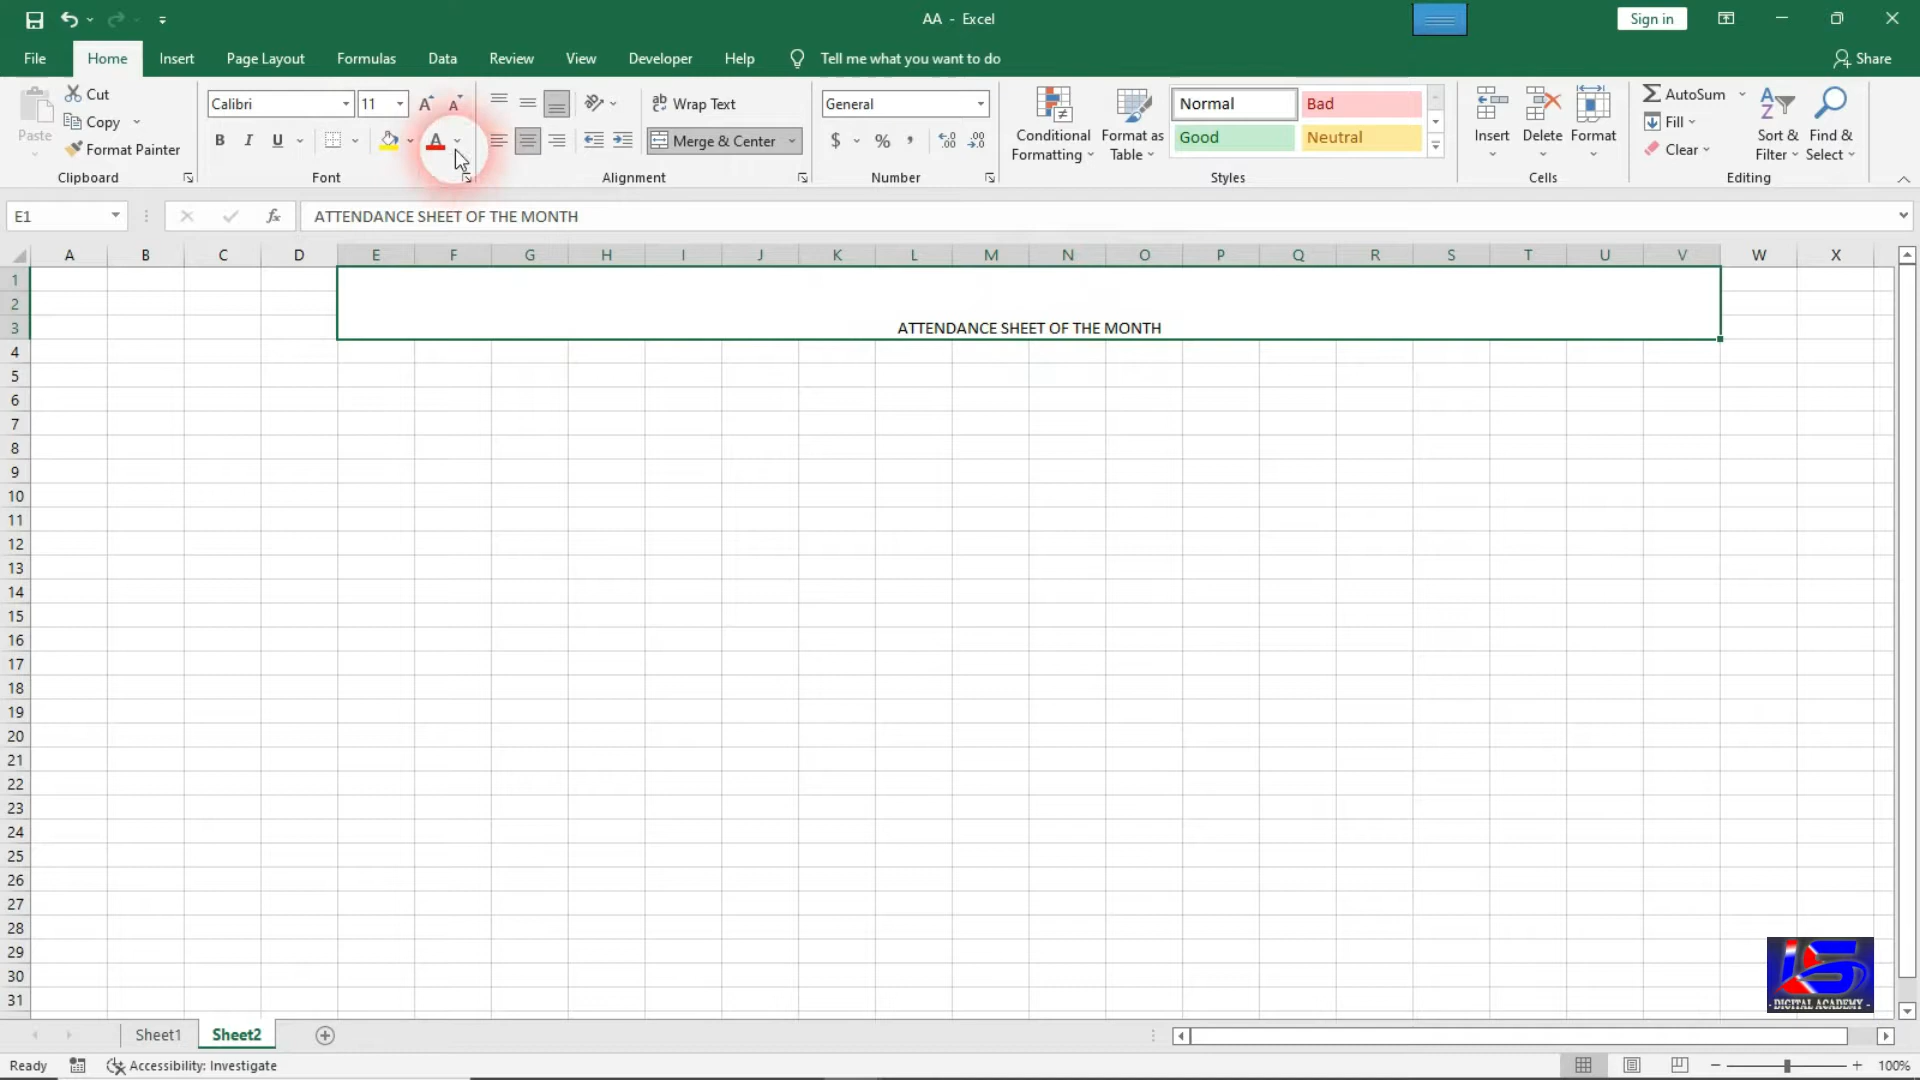 AA - Excel
Sign in
File Home Insert Page Layout Formulas Data Review View Developer Help Tell me what you want to do Share
Paste
Cut
Copy
Format Painter
Clipboard
Calibri 11
B I U A
Font
ab Wrap Text
Merge & Center
Alignment
General
$ % ,
Number
Conditional Formatting
Format as Table
Normal Bad
Good Neutral
Styles
Insert Delete Format
Cells
AutoSum
Fill
Clear
Sort & Filter
Find & Select
Editing
E1 fx ATTENDANCE SHEET OF THE MONTH
A B C D E F G H I J K L M N O P Q R S T U V W X
1
2
3 ATTENDANCE SHEET OF THE MONTH
4
5
6
7
8
9
10
11
12
13
14
15
16
17
18
19
20
21
22
23
24
25
26
27
28
29
30
31
LS
- DIGITAL ACADEMY -
Sheet1 Sheet2
Ready Accessibility: Investigate 100%